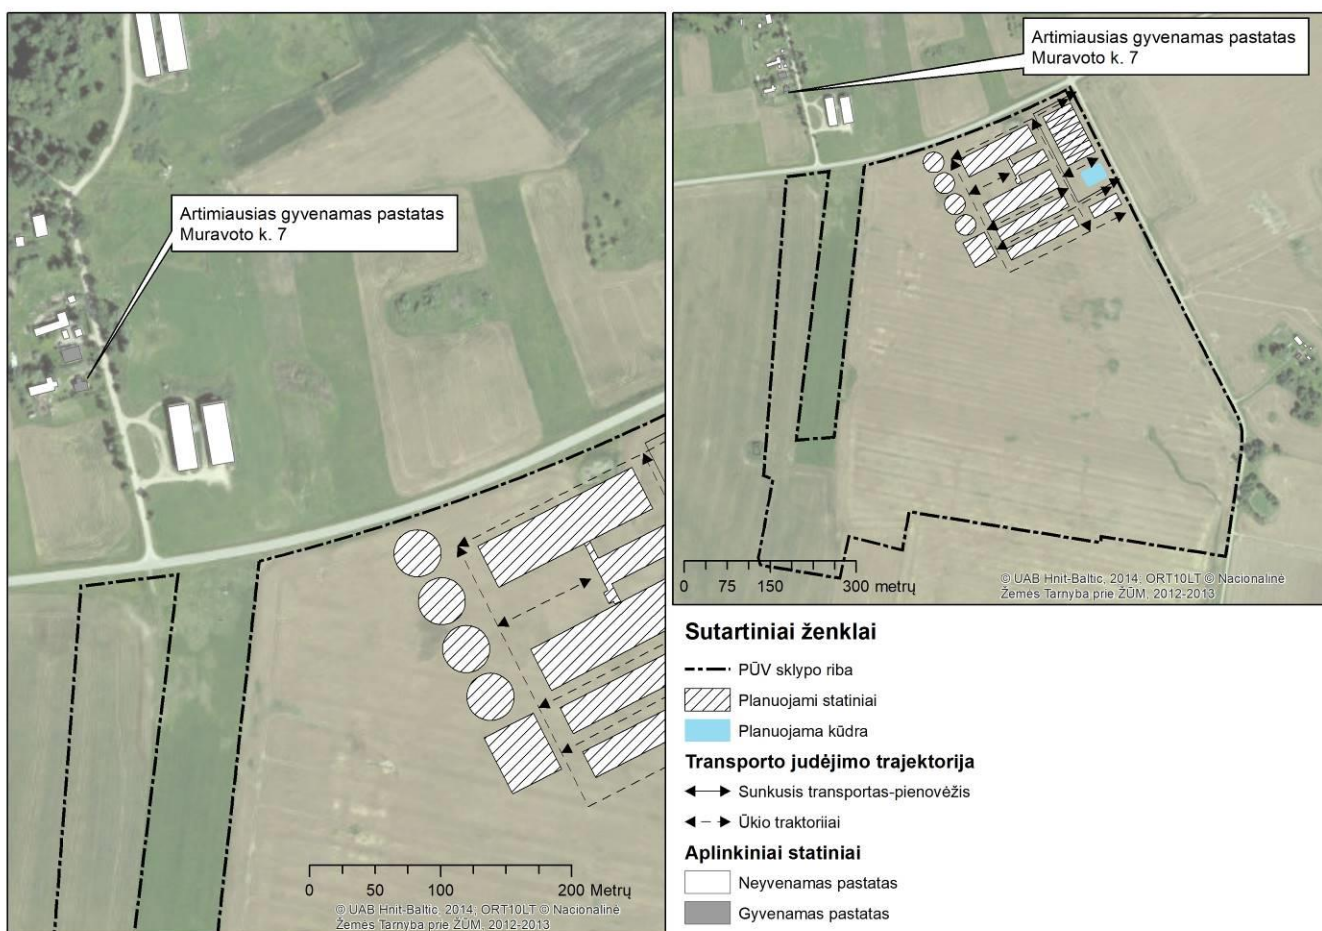 Artimiausias gyvenamas pastatas
Muravoto k. 7
0 50 100 200 Metrų
© UAB Hnit-Baltic, 2014; ORT10LT © Nacionalinė
Žemės Tarnyba prie ŽŪM, 2012-2013
Artimiausias gyvenamas pastatas
Muravoto k. 7
0 75 150 300 metrų
© UAB Hnit-Baltic, 2014; ORT10LT © Nacionalinė
Žemės Tarnyba prie ŽŪM, 2012-2013
Sutartiniai ženklai
PŪV sklypo riba
Planuojami statiniai
Planuojama kūdra
Transporto judėjimo trajektorija
Sunkusis transportas-pienovėžis
Ūkio traktoriiai
Aplinkiniai statiniai
Neyvenamas pastatas
Gyvenamas pastatas